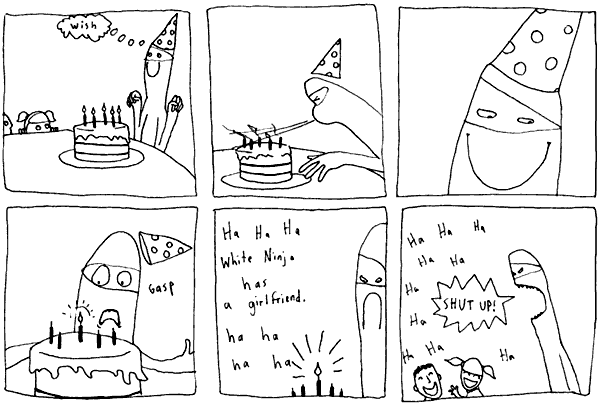 wish
GASP
Ha Ha Ha
White Ninja
has
a girlfriend.
ha ha
ha ha
Ha Ha Ha
Ha Ha
Ha
SHUT UP!
Ha
Ha Ha
Ha